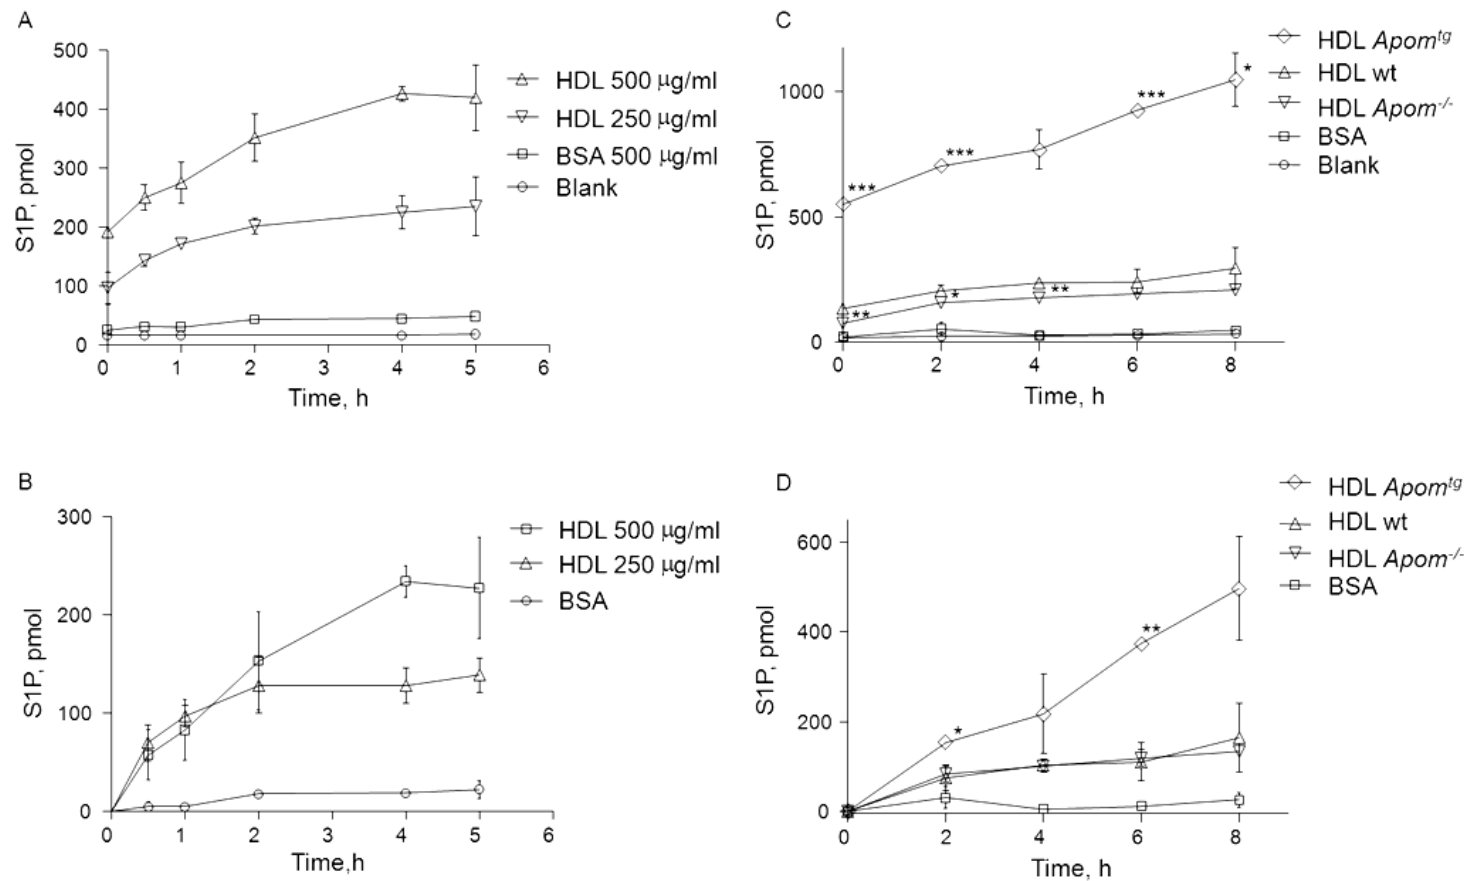 A
500
400
300
200
100
0
S1P, pmol
0 1 2 3 4 5 6
Time, h
HDL 500 μg/ml
HDL 250 μg/ml
BSA 500 μg/ml
Blank
C
1000
500
0
S1P, pmol
0 2 4 6 8
Time, h
***
***
***
*
**
*
**
HDL Apom^tg
HDL wt
HDL Apom^-/-
BSA
Blank
B
300
200
100
0
S1P, pmol
0 1 2 3 4 5 6
Time,h
HDL 500 μg/ml
HDL 250 μg/ml
BSA
D
600
400
200
0
S1P, pmol
0 2 4 6 8
Time, h
*
**
HDL Apom^tg
HDL wt
HDL Apom^-/-
BSA